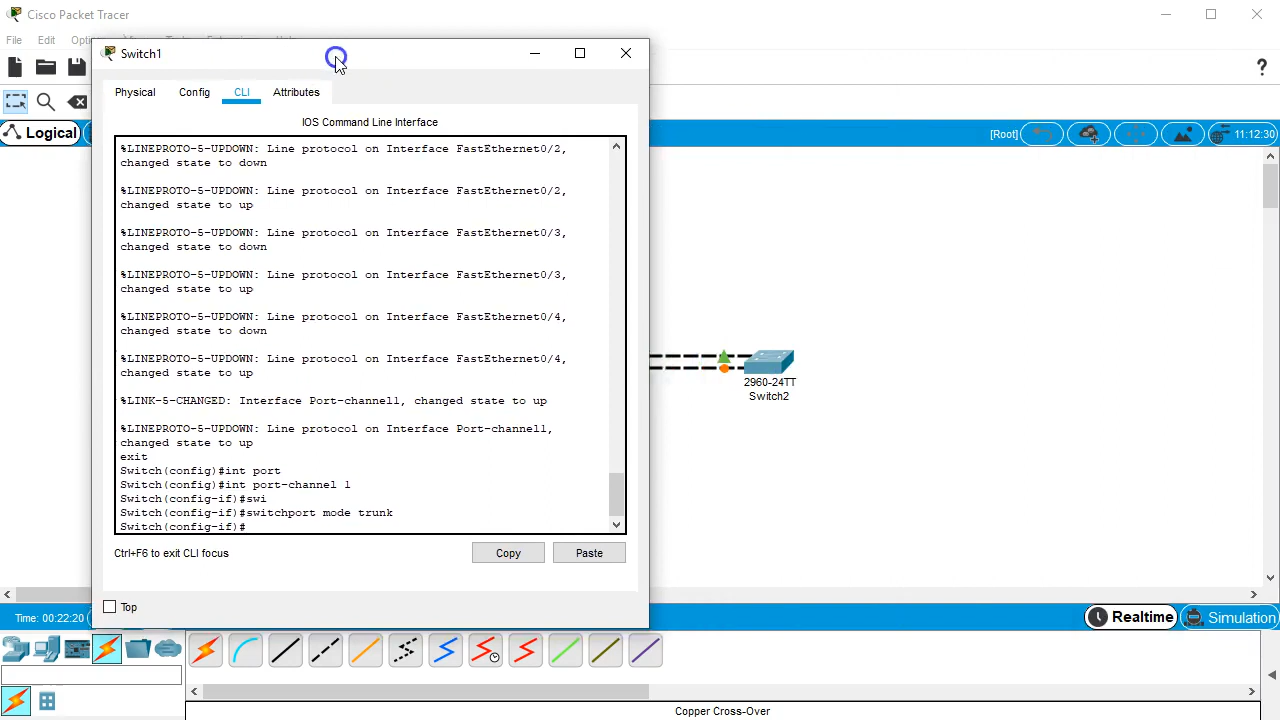 Cisco Packet Tracer
File Edit
Switch1
Physical Config CLI Attributes
IOS Command Line Interface
Logical
[Root]
11:12:30
%LINEPROTO-5-UPDOWN: Line protocol on Interface FastEthernet0/2,
changed state to down
%LINEPROTO-5-UPDOWN: Line protocol on Interface FastEthernet0/2,
changed state to up
%LINEPROTO-5-UPDOWN: Line protocol on Interface FastEthernet0/3,
changed state to down
%LINEPROTO-5-UPDOWN: Line protocol on Interface FastEthernet0/3,
changed state to up
%LINEPROTO-5-UPDOWN: Line protocol on Interface FastEthernet0/4,
changed state to down
%LINEPROTO-5-UPDOWN: Line protocol on Interface FastEthernet0/4,
changed state to up
%LINK-5-CHANGED: Interface Port-channel1, changed state to up
%LINEPROTO-5-UPDOWN: Line protocol on Interface Port-channel1,
changed state to up
exit
Switch(config)#int port
Switch(config)#int port-channel 1
Switch(config-if)#swi
Switch(config-if)#switchport mode trunk
Switch(config-if)#
2960-24TT
Switch2
Ctrl+F6 to exit CLI focus
Copy Paste
Top
Time: 00:22:20
Realtime Simulation
Copper Cross-Over